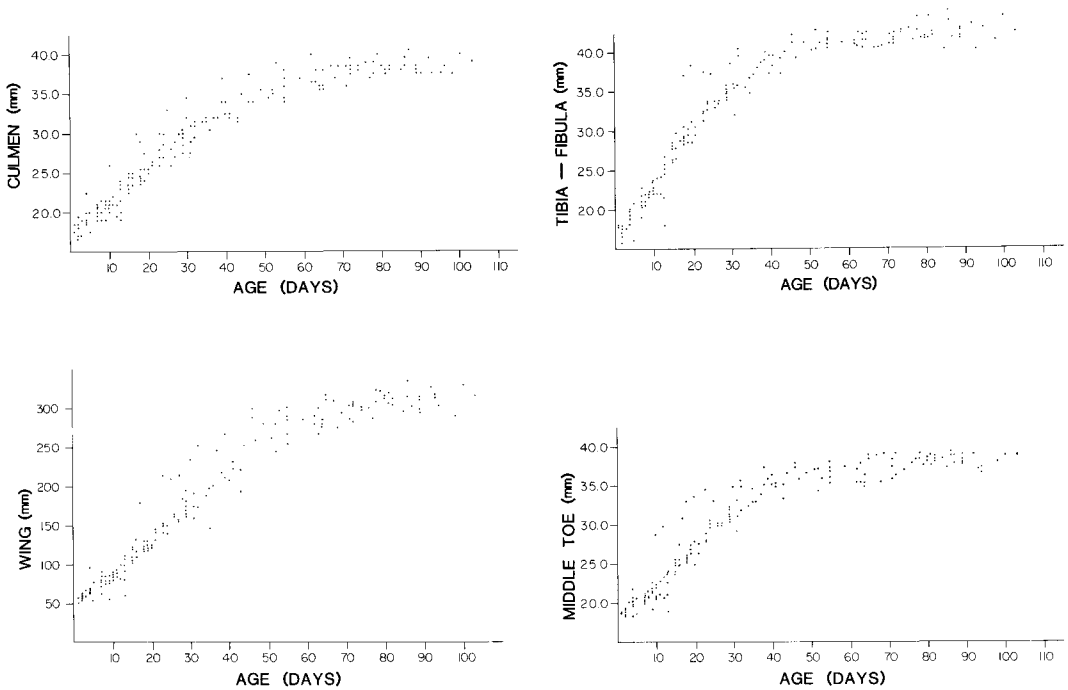 CULMEN (mm)
40.0
35.0
30.0
25.0
20.0
10 20 30 40 50 60 70 80 90 100 110
AGE (DAYS)
TIBIA — FIBULA (mm)
40.0
35.0
30.0
25.0
20.0
10 20 30 40 50 60 70 80 90 100 110
AGE (DAYS)
WING (mm)
300
250
200
150
100
50
10 20 30 40 50 60 70 80 90 100
AGE (DAYS)
MIDDLE TOE (mm)
40.0
35.0
30.0
25.0
20.0
10 20 30 40 50 60 70 80 90 100 110
AGE (DAYS)